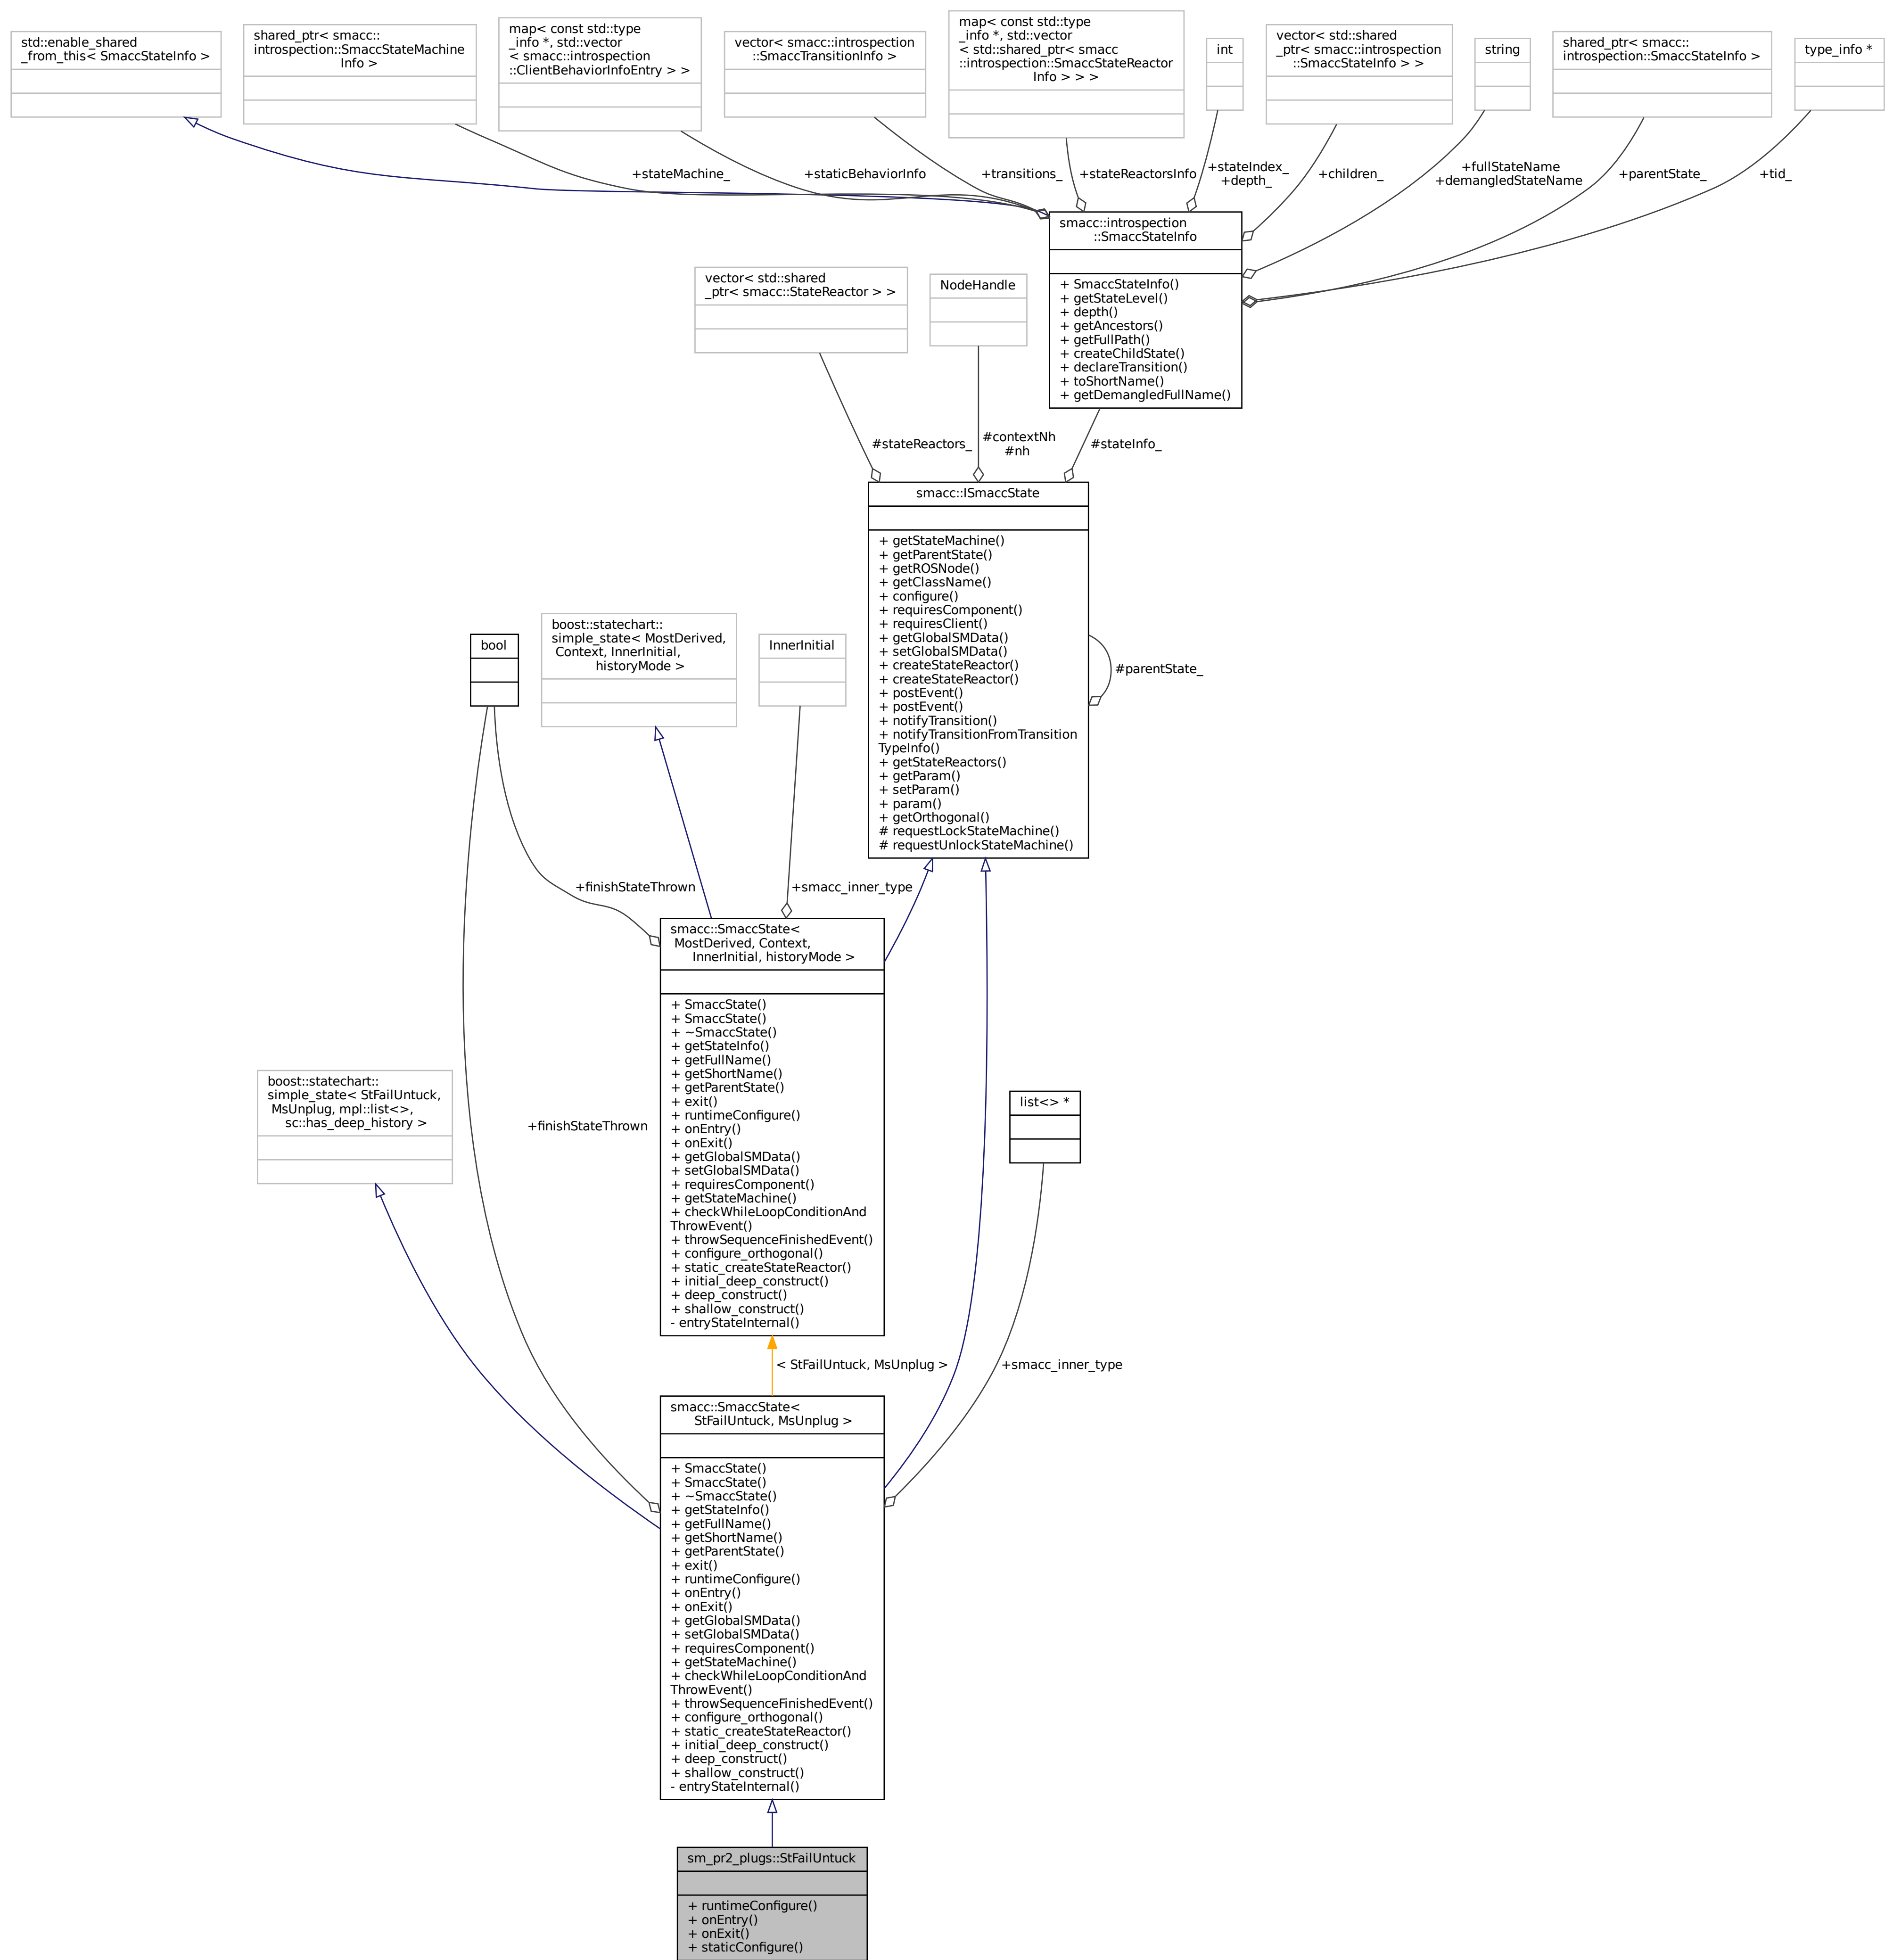 std::enable_shared
_from_this< SmaccStateInfo >
shared_ptr< smacc::
introspection::SmaccStateMachine
Info >
map< const std::type
_info *, std::vector
< smacc::introspection
::ClientBehaviorInfoEntry > >
vector< smacc::introspection
::SmaccTransitionInfo >
map< const std::type
_info *, std::vector
< std::shared_ptr< smacc
::introspection::SmaccStateReactor
Info > > >
int
vector< std::shared
_ptr< smacc::introspection
::SmaccStateInfo > >
string
shared_ptr< smacc::
introspection::SmaccStateInfo >
type_info *
+stateMachine_
+staticBehaviorInfo
+transitions_
+stateReactorsInfo
+stateIndex_
+depth_
+children_
+fullStateName
+demangledStateName
+parentState_
+tid_
smacc::introspection
::SmaccStateInfo
+ SmaccStateInfo()
+ getStateLevel()
+ depth()
+ getAncestors()
+ getFullPath()
+ createChildState()
+ declareTransition()
+ toShortName()
+ getDemangledFullName()
vector< std::shared
_ptr< smacc::StateReactor > >
NodeHandle
#stateReactors_
#contextNh
#nh
#stateInfo_
smacc::ISmaccState
+ getStateMachine()
+ getParentState()
+ getROSNode()
+ getClassName()
+ configure()
+ requiresComponent()
+ requiresClient()
+ getGlobalSMData()
+ setGlobalSMData()
+ createStateReactor()
+ createStateReactor()
+ postEvent()
+ postEvent()
+ notifyTransition()
+ notifyTransitionFromTransition
TypeInfo()
+ getStateReactors()
+ getParam()
+ setParam()
+ param()
+ getOrthogonal()
# requestLockStateMachine()
# requestUnlockStateMachine()
#parentState_
bool
boost::statechart::
simple_state< MostDerived,
Context, InnerInitial,
historyMode >
InnerInitial
+finishStateThrown
+smacc_inner_type
smacc::SmaccState<
MostDerived, Context,
InnerInitial, historyMode >
+ SmaccState()
+ SmaccState()
+ ~SmaccState()
+ getStateInfo()
+ getFullName()
+ getShortName()
+ getParentState()
+ exit()
+ runtimeConfigure()
+ onEntry()
+ onExit()
+ getGlobalSMData()
+ setGlobalSMData()
+ requiresComponent()
+ getStateMachine()
+ checkWhileLoopConditionAnd
ThrowEvent()
+ throwSequenceFinishedEvent()
+ configure_orthogonal()
+ static_createStateReactor()
+ initial_deep_construct()
+ deep_construct()
+ shallow_construct()
- entryStateInternal()
boost::statechart::
simple_state< StFailUntuck,
MsUnplug, mpl::list<>,
sc::has_deep_history >
+finishStateThrown
list<> *
< StFailUntuck, MsUnplug >
+smacc_inner_type
smacc::SmaccState<
StFailUntuck, MsUnplug >
+ SmaccState()
+ SmaccState()
+ ~SmaccState()
+ getStateInfo()
+ getFullName()
+ getShortName()
+ getParentState()
+ exit()
+ runtimeConfigure()
+ onEntry()
+ onExit()
+ getGlobalSMData()
+ setGlobalSMData()
+ requiresComponent()
+ getStateMachine()
+ checkWhileLoopConditionAnd
ThrowEvent()
+ throwSequenceFinishedEvent()
+ configure_orthogonal()
+ static_createStateReactor()
+ initial_deep_construct()
+ deep_construct()
+ shallow_construct()
- entryStateInternal()
sm_pr2_plugs::StFailUntuck
+ runtimeConfigure()
+ onEntry()
+ onExit()
+ staticConfigure()